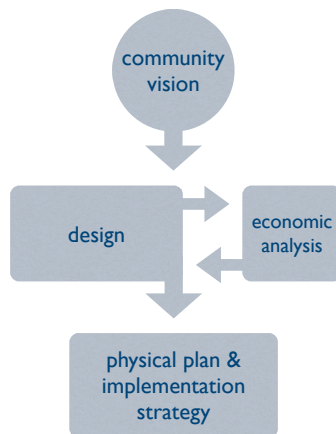 community
vision
design
economic
analysis
physical plan &
implementation
strategy